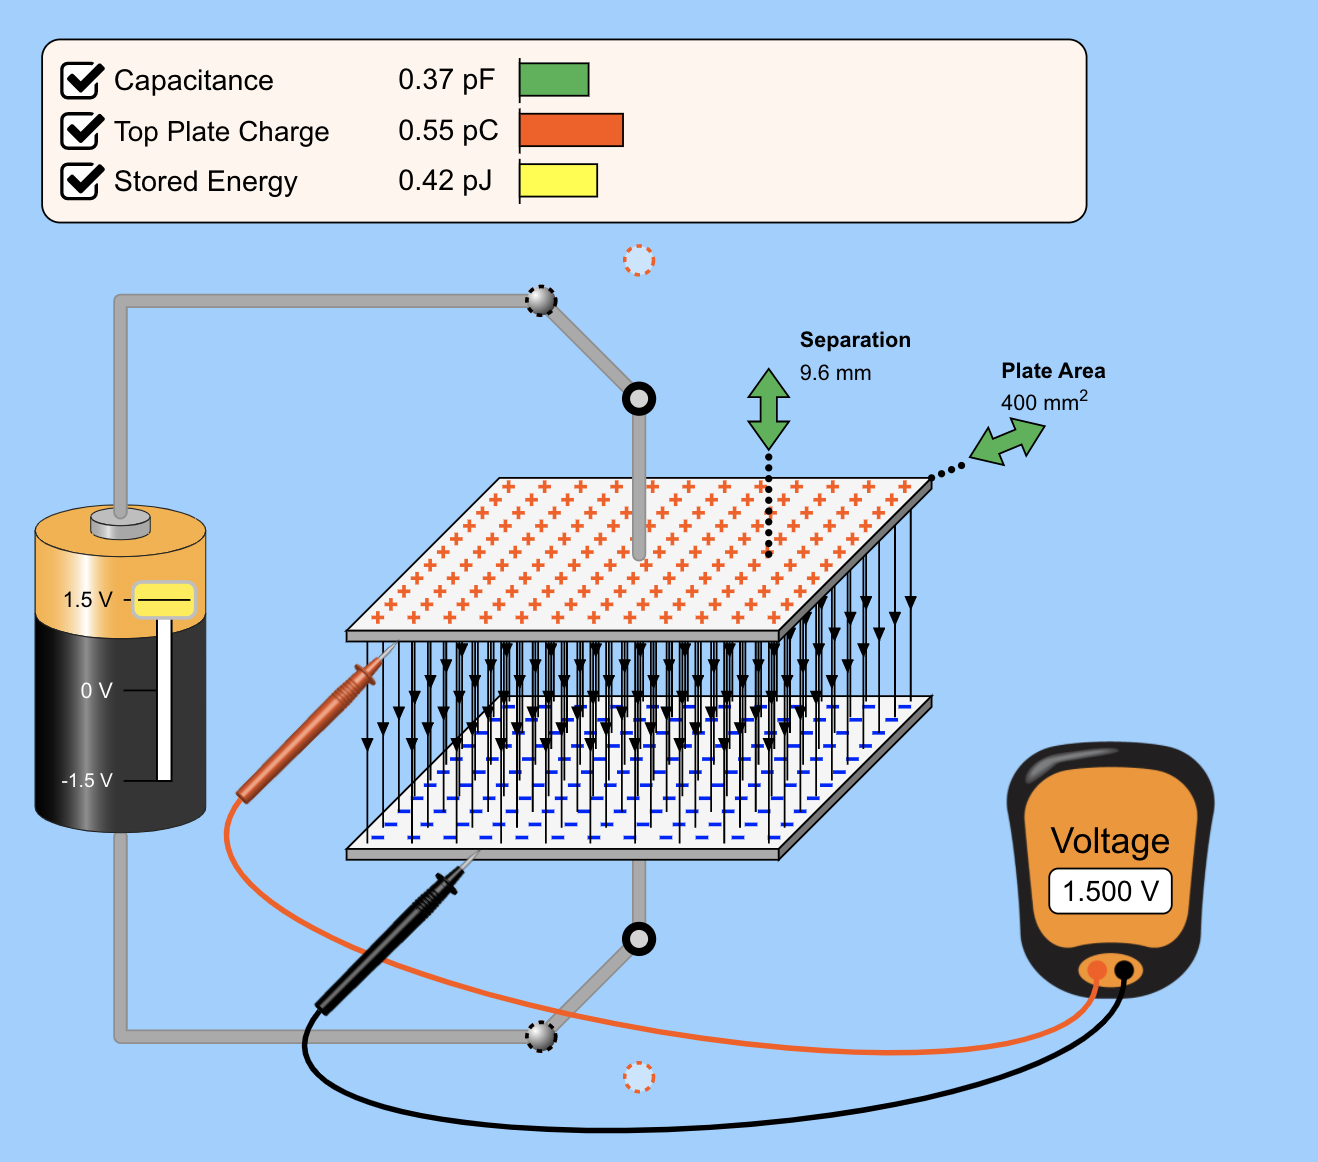 Capacitance 0.37 pF
Top Plate Charge 0.55 pC
Stored Energy 0.42 pJ
Separation
9.6 mm
Plate Area
400 mm²
1.5 V
0 V
-1.5 V
Voltage
1.500 V